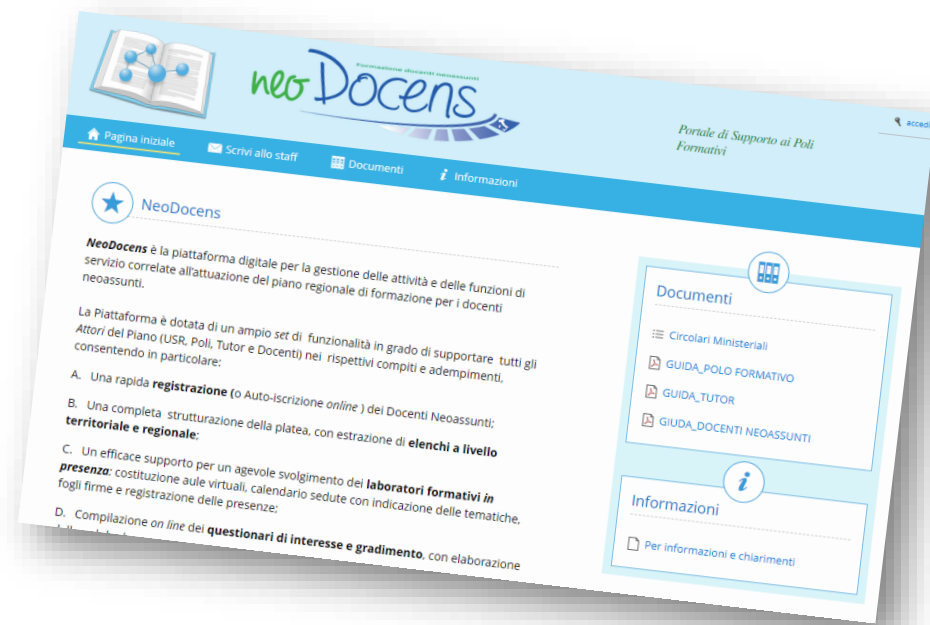 Formazione docenti neoassunti
neoDocens
Portale di Supporto ai Poli
Formativi
accedi
Pagina iniziale
Scrivi allo staff
Documenti
Informazioni
NeoDocens
NeoDocens è la piattaforma digitale per la gestione delle attività e delle funzioni di
servizio correlate all'attuazione del piano regionale di formazione per i docenti
neoassunti.
La Piattaforma è dotata di un ampio set di funzionalità in grado di supportare tutti gli
Attori del Piano (USR, Poli, Tutor e Docenti) nei rispettivi compiti e adempimenti,
consentendo in particolare:
A. Una rapida registrazione (o Auto-iscrizione online ) dei Docenti Neoassunti;
B. Una completa strutturazione della platea, con estrazione di elenchi a livello
territoriale e regionale;
C. Un efficace supporto per un agevole svolgimento dei laboratori formativi in
presenza: costituzione aule virtuali, calendario sedute con indicazione delle tematiche,
fogli firme e registrazione delle presenze;
D. Compilazione on line dei questionari di interesse e gradimento, con elaborazione
Documenti
Circolari Ministeriali
GUIDA_POLO FORMATIVO
GUIDA_TUTOR
GIUDA_DOCENTI NEOASSUNTI
Informazioni
Per informazioni e chiarimenti